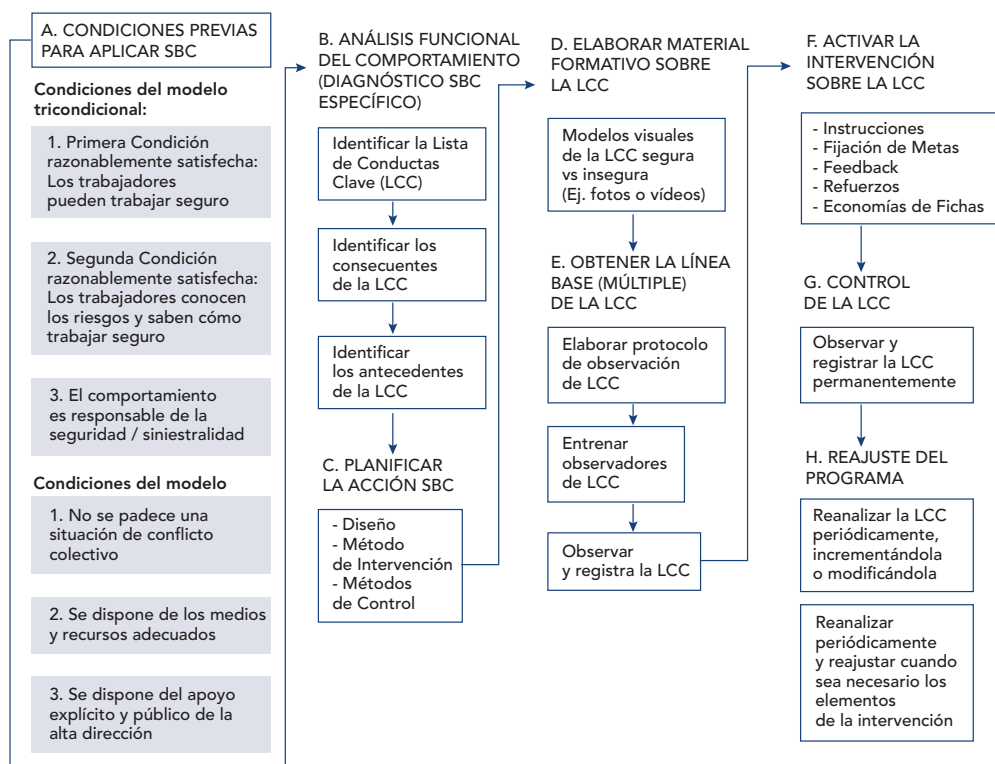 A. CONDICIONES PREVIAS
PARA APLICAR SBC
Condiciones del modelo
tricondicional:
1. Primera Condición
razonablemente satisfecha:
Los trabajadores
pueden trabajar seguro
2. Segunda Condición
razonablemente satisfecha:
Los trabajadores conocen
los riesgos y saben cómo
trabajar seguro
3. El comportamiento
es responsable de la
seguridad / siniestralidad
Condiciones del modelo
1. No se padece una
situación de conflicto
colectivo
2. Se dispone de los medios
y recursos adecuados
3. Se dispone del apoyo
explícito y público de la
alta dirección
B. ANÁLISIS FUNCIONAL
DEL COMPORTAMIENTO
(DIAGNÓSTICO SBC
ESPECÍFICO)
Identificar la Lista
de Conductas
Clave (LCC)
Identificar los
consecuentes
de la LCC
Identificar
los antecedentes
de la LCC
C. PLANIFICAR
LA ACCIÓN SBC
- Diseño
- Método
de Intervención
- Métodos
de Control
D. ELABORAR MATERIAL
FORMATIVO SOBRE
LA LCC
Modelos visuales
de la LCC segura
vs insegura
(Ej. fotos o vídeos)
E. OBTENER LA LÍNEA
BASE (MÚLTIPLE)
DE LA LCC
Elaborar protocolo
de observación
de LCC
Entrenar
observadores
de LCC
Observar
y registra la LCC
F. ACTIVAR LA
INTERVENCIÓN
SOBRE LA LCC
- Instrucciones
- Fijación de Metas
- Feedback
- Refuerzos
- Economías de Fichas
G. CONTROL
DE LA LCC
Observar y
registrar la LCC
permanentemente
H. REAJUSTE DEL
PROGRAMA
Reanalizar la LCC
periódicamente,
incrementándola
o modificándola
Reanalizar
periódicamente
y reajustar cuando
sea necesario los
elementos
de la intervención